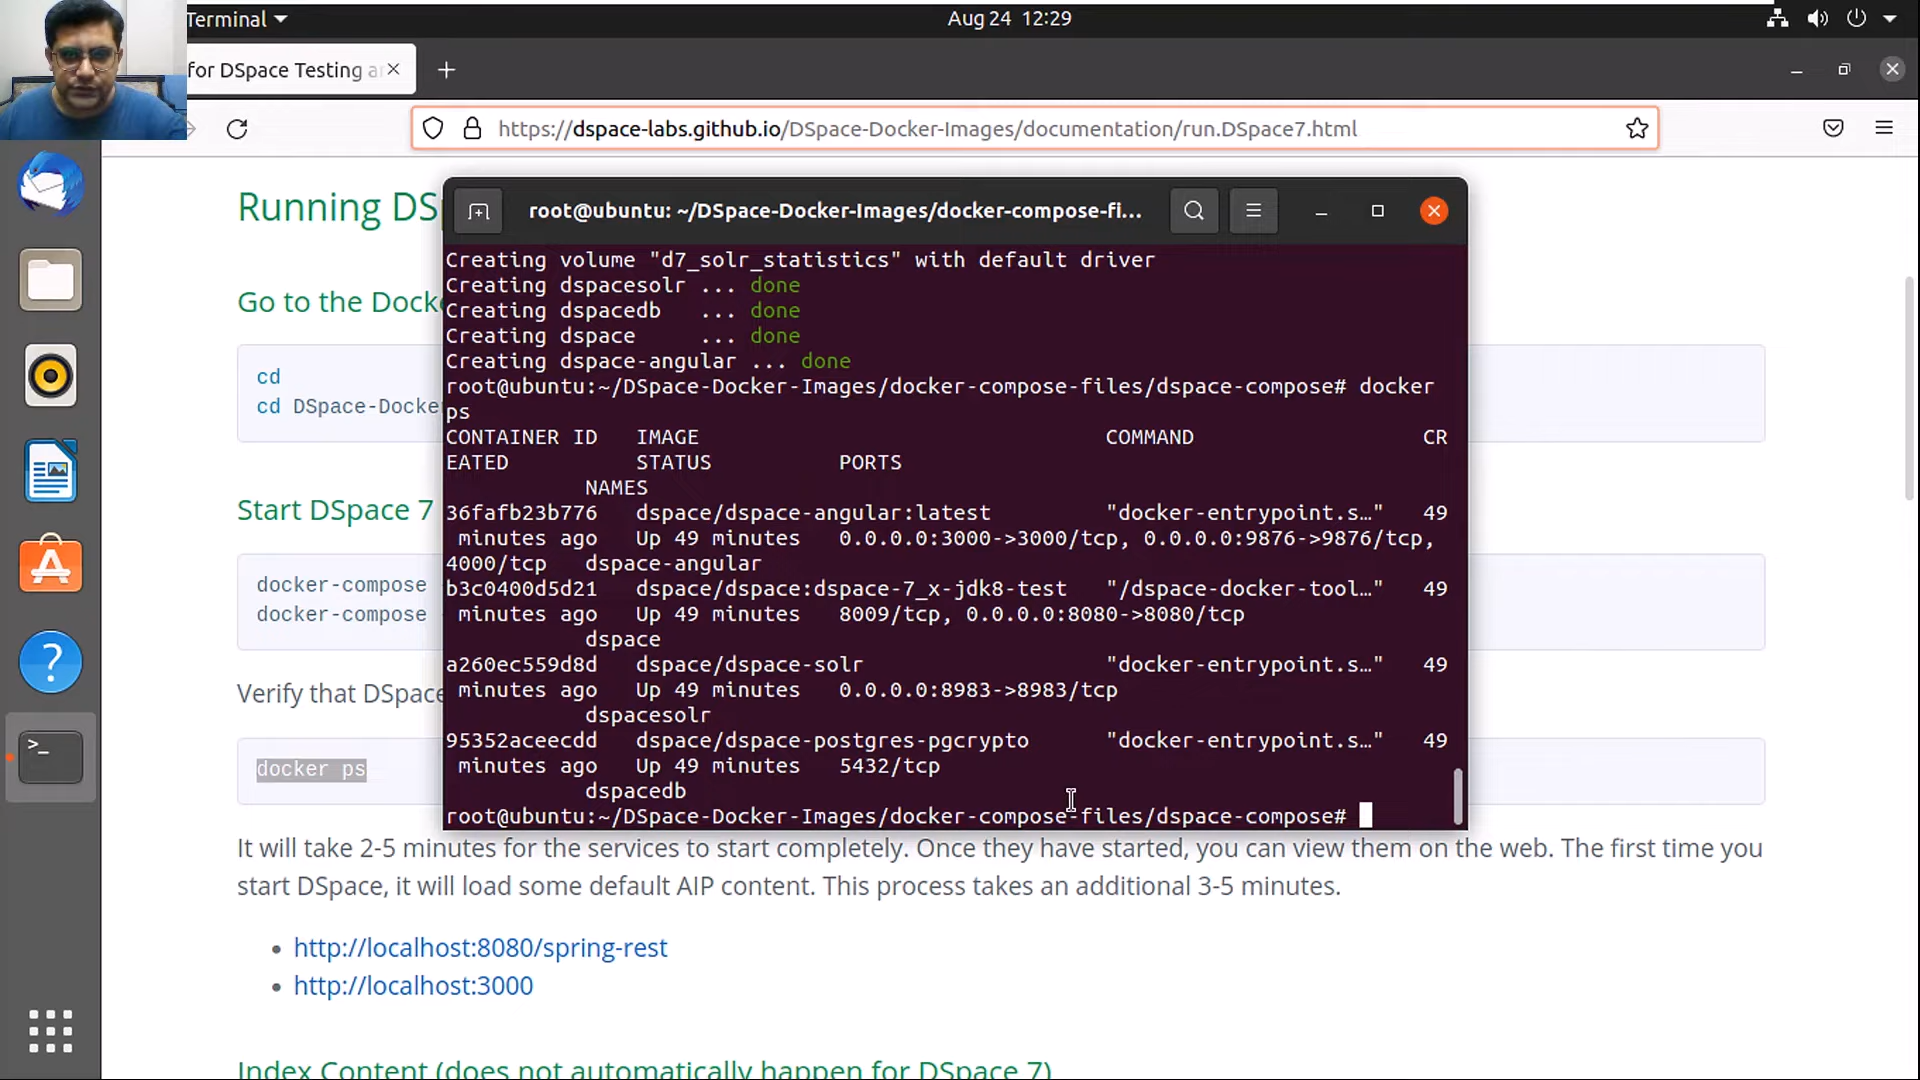 Terminal
Aug 24 12:29
for DSpace Testing a
https://dspace-labs.github.io/DSpace-Docker-Images/documentation/run.DSpace7.html
Running DS
root@ubuntu: ~/DSpace-Docker-Images/docker-compose-fi...
Go to the Docke
cd
cd DSpace-Docker
Start DSpace 7
docker-compose
docker-compose
Verify that DSpace
docker ps
Creating volume "d7_solr_statistics" with default driver
Creating dspacesolr ... done
Creating dspacedb   ... done
Creating dspace     ... done
Creating dspace-angular ... done
root@ubuntu:~/DSpace-Docker-Images/docker-compose-files/dspace-compose# docker
ps
CONTAINER ID   IMAGE                                COMMAND                  CR
EATED          STATUS       PORTS
           NAMES
36fafb23b776   dspace/dspace-angular:latest         "docker-entrypoint.s…"   49
 minutes ago   Up 49 minutes   0.0.0.0:3000->3000/tcp, 0.0.0.0:9876->9876/tcp,
4000/tcp   dspace-angular
b3c0400d5d21   dspace/dspace:dspace-7_x-jdk8-test   "/dspace-docker-tool…"   49
 minutes ago   Up 49 minutes   8009/tcp, 0.0.0.0:8080->8080/tcp
           dspace
a260ec559d8d   dspace/dspace-solr                   "docker-entrypoint.s…"   49
 minutes ago   Up 49 minutes   0.0.0.0:8983->8983/tcp
           dspacesolr
95352aceecdd   dspace/dspace-postgres-pgcrypto      "docker-entrypoint.s…"   49
 minutes ago   Up 49 minutes   5432/tcp
           dspacedb
root@ubuntu:~/DSpace-Docker-Images/docker-compose-files/dspace-compose#
It will take 2-5 minutes for the services to start completely. Once they have started, you can view them on the web. The first time you
start DSpace, it will load some default AIP content. This process takes an additional 3-5 minutes.
http://localhost:8080/spring-rest
http://localhost:3000
Index Content (does not automatically happen for DSpace 7)